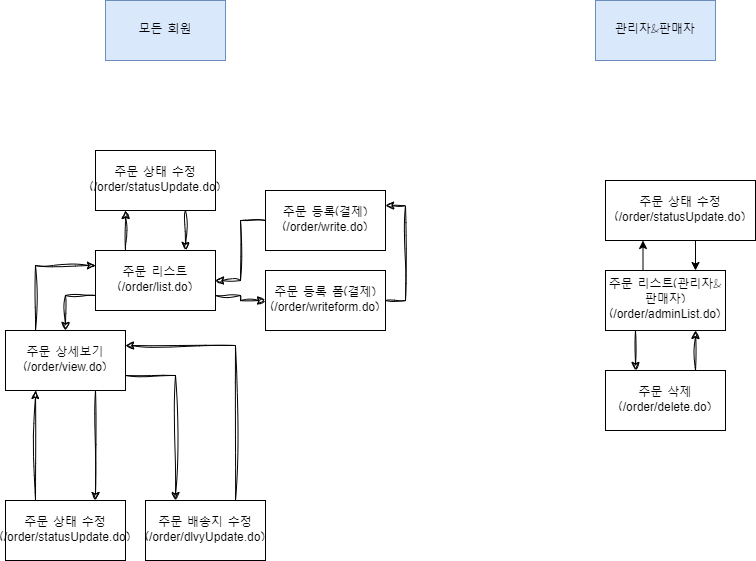 모든 회원
관리자&판매자
주문 상태 수정
(/order/statusUpdate.do)
주문 등록(결제)
(/order/write.do)
주문 리스트
(/order/list.do)
주문 등록 폼(결제)
(/order/writeform.do)
주문 상세보기
(/order/view.do)
주문 상태 수정
(/order/statusUpdate.do)
주문 배송지 수정
(/order/dlvyUpdate.do)
주문 상태 수정
(/order/statusUpdate.do)
주문 리스트(관리자&
판매자)
(/order/adminList.do)
주문 삭제
(/order/delete.do)